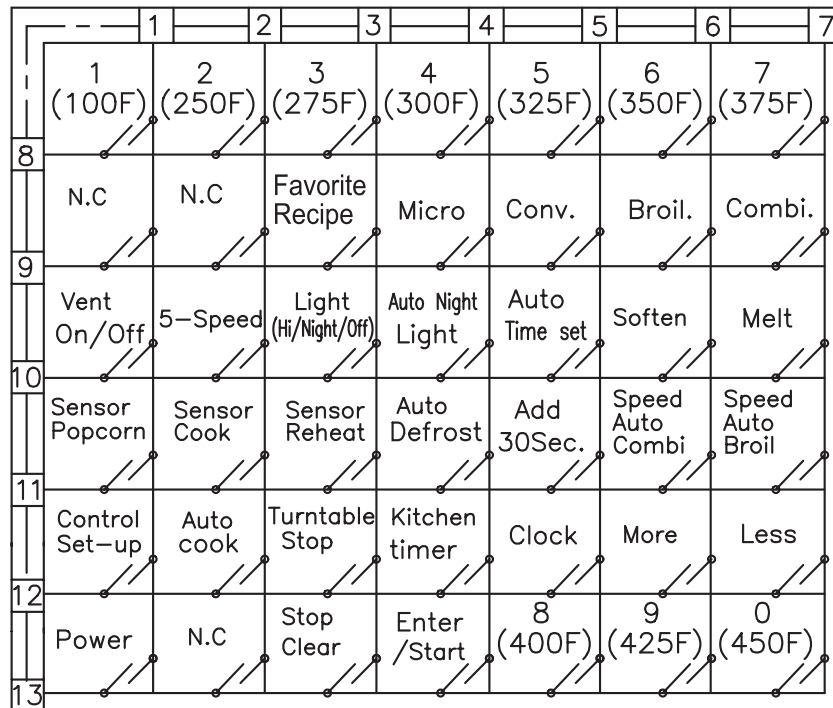 1 2 3 4 5 6 7
1 2 3 4 5 6 7
(100F) (250F) (275F) (300F) (325F) (350F) (375F)
8
N.C N.C Favorite Micro Conv. Broil. Combi.
Recipe
9
Vent 5-Speed Light Auto Night Auto Soften Melt
On/Off (Hi/Night/Off) Light Time set
10
Sensor Sensor Sensor Auto Add Speed Speed
Popcorn Cook Reheat Defrost 30Sec. Auto Auto
Combi Broil
11
Control Auto Turntable Kitchen Clock More Less
Set-up cook Stop timer
12
Power N.C Stop Enter 8 9 0
Clear /Start (400F) (425F) (450F)
13